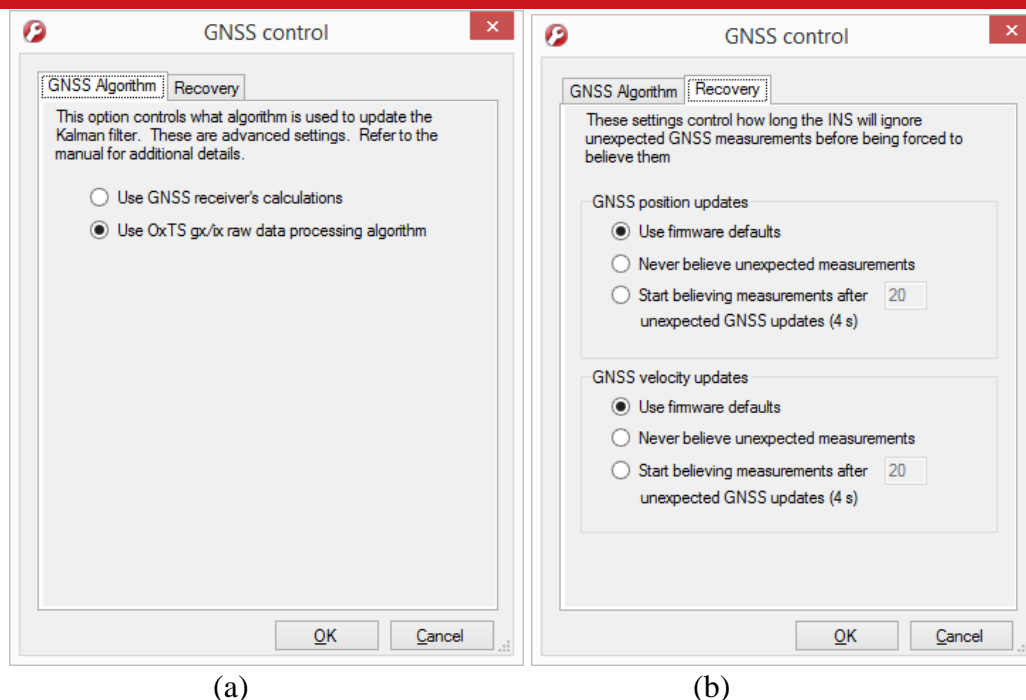 GNSS control
GNSS Algorithm Recovery
This option controls what algorithm is used to update the
Kalman filter. These are advanced settings. Refer to the
manual for additional details.
Use GNSS receiver's calculations
Use OxTS gx/ix raw data processing algorithm
OK Cancel
(a)
GNSS control
GNSS Algorithm Recovery
These settings control how long the INS will ignore
unexpected GNSS measurements before being forced to
believe them
GNSS position updates
Use firmware defaults
Never believe unexpected measurements
Start believing measurements after 20
unexpected GNSS updates (4 s)
GNSS velocity updates
Use firmware defaults
Never believe unexpected measurements
Start believing measurements after 20
unexpected GNSS updates (4 s)
OK Cancel
(b)